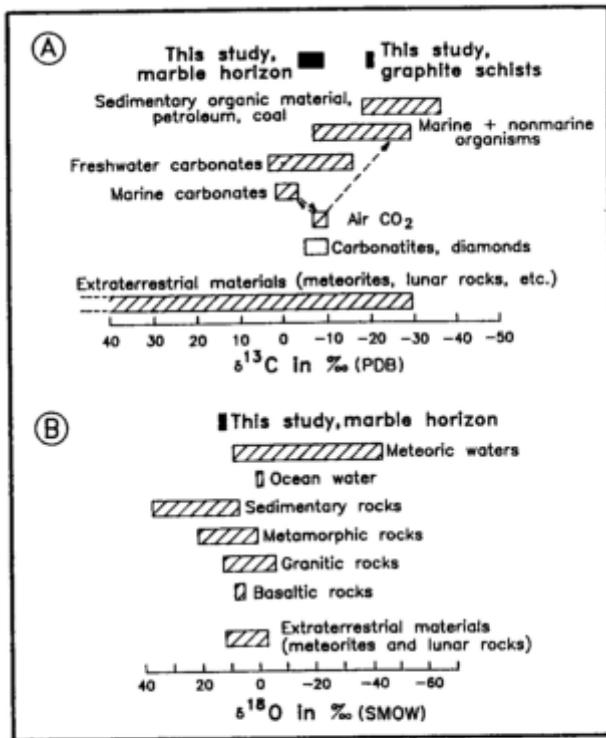 A
This study,
marble horizon
This study,
graphite schists
Sedimentary organic material,
petroleum, coal
Marine + nonmarine
organisms
Freshwater carbonates
Marine carbonates
Air CO₂
Carbonatites, diamonds
Extraterrestrial materials (meteorites, lunar rocks, etc.)
40 30 20 10 0 -10 -20 -30 -40 -50
δ¹³C in ‰ (PDB)
B
This study, marble horizon
Meteoric waters
Ocean water
Sedimentary rocks
Metamorphic rocks
Granitic rocks
Basaltic rocks
Extraterrestrial materials
(meteorites and lunar rocks)
40 20 0 -20 -40 -60
δ¹⁸O in ‰ (SMOW)